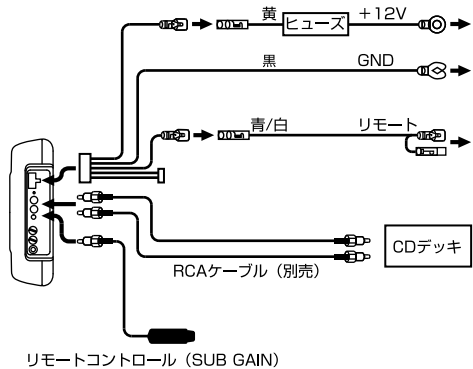 黄 ヒューズ ＋12V
黒 GND
青/白 リモート
CDデッキ
RCAケーブル（別売）
リモートコントロール（SUB GAIN）